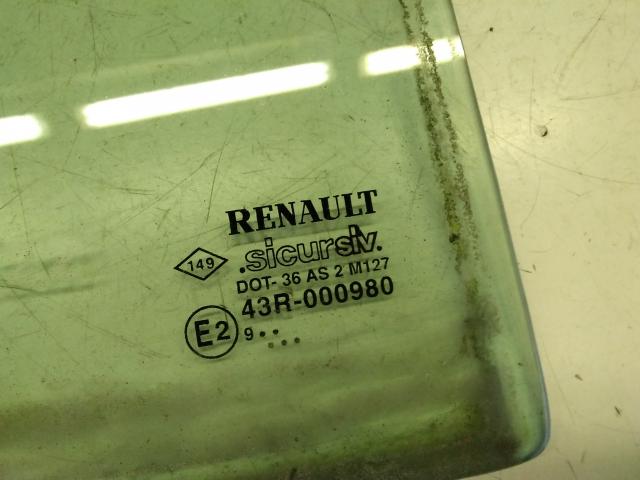 RENAULT
149
.sicursiv.
DOT- 36 AS 2 M127
43R-000980
E2
9